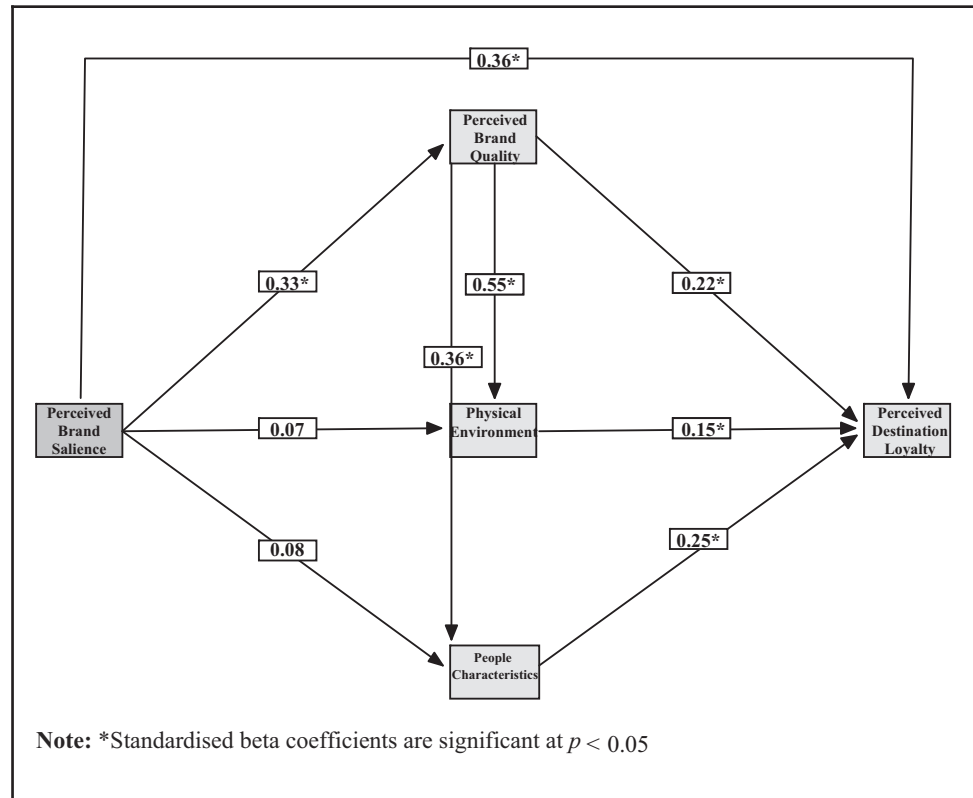 0.36*
Perceived
Brand
Quality
0.33*
0.55*
0.22*
0.36*
Perceived
Brand
Salience
0.07
Physical
Environment
0.15*
Perceived
Destination
Loyalty
0.08
0.25*
People
Characteristics
Note: *Standardised beta coefficients are significant at p < 0.05